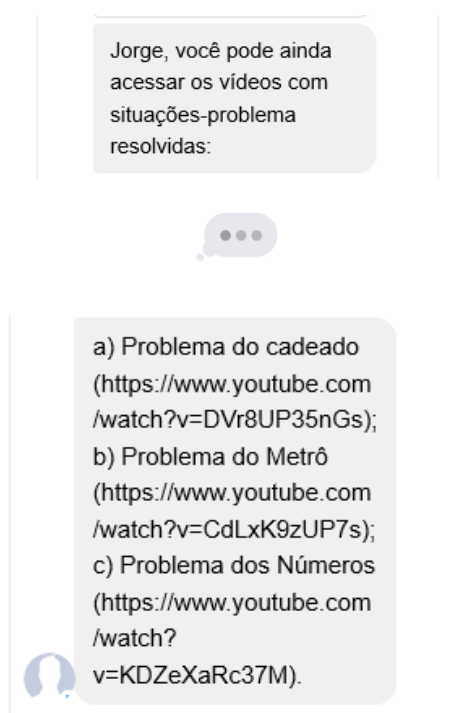 Jorge, você pode ainda
acessar os vídeos com
situações-problema
resolvidas:
a) Problema do cadeado
(https://www.youtube.com
/watch?v=DVr8UP35nGs);
b) Problema do Metrô
(https://www.youtube.com
/watch?v=CdLxK9zUP7s);
c) Problema dos Números
(https://www.youtube.com
/watch?
v=KDZeXaRc37M).